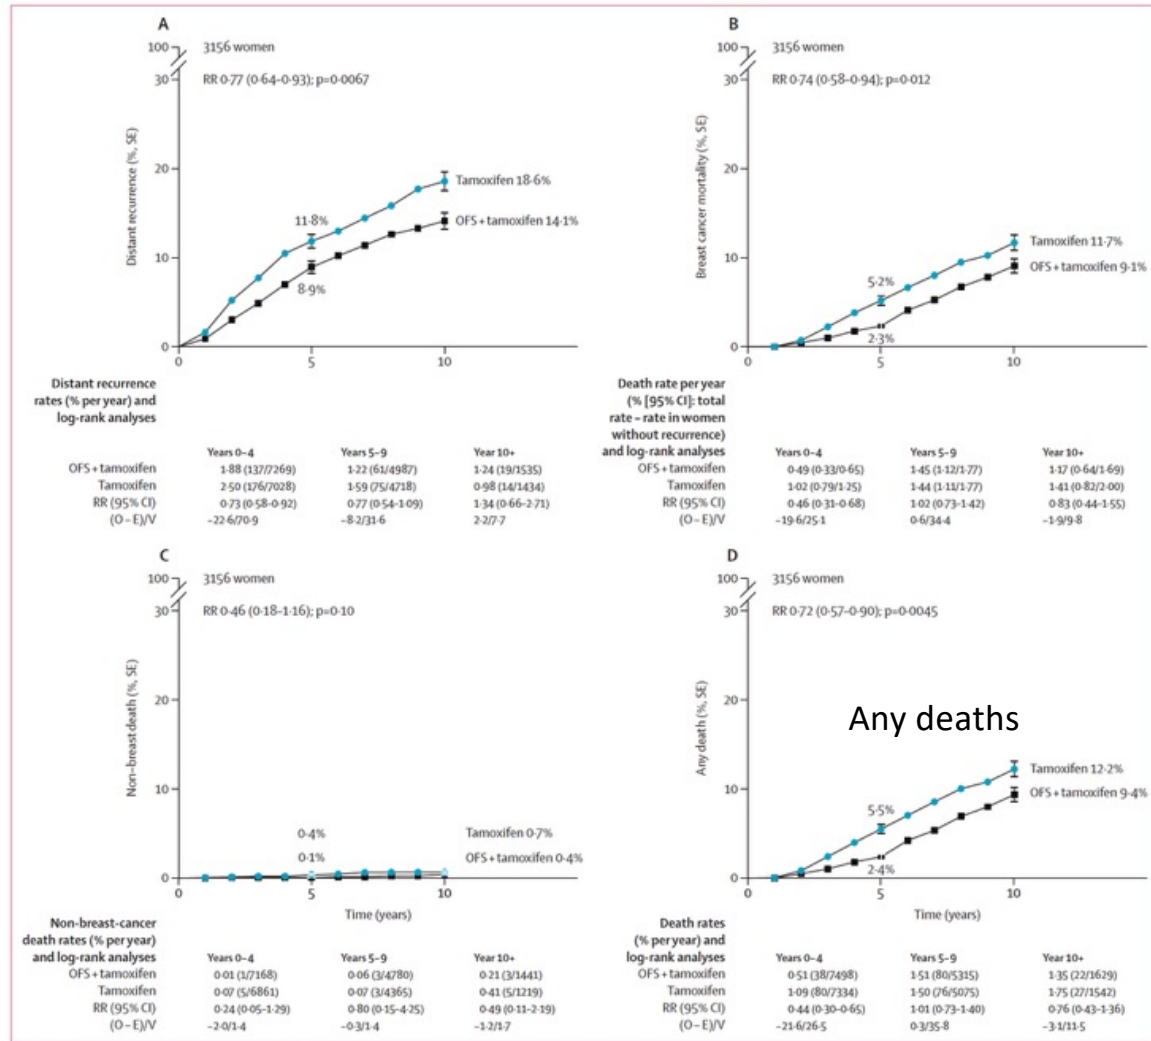 A
100
3156 women
30
RR 0·77 (0·64–0·93); p=0·0067
20
10
0
0
5
10
Distant recurrence (%, SE)
11·8%
8·9%
Tamoxifen 18·6%
OFS + tamoxifen 14·1%
Distant recurrence
rates (% per year) and
log-rank analyses
Years 0–4 Years 5–9 Year 10+
OFS + tamoxifen 1·88 (137/7269) 1·22 (61/4987) 1·24 (19/1535)
Tamoxifen 2·50 (176/7028) 1·59 (75/4718) 0·98 (14/1434)
RR (95% CI) 0·73 (0·58–0·92) 0·77 (0·54–1·09) 1·34 (0·66–2·71)
(O – E)/V –22·6/70·9 –8·2/31·6 2·2/7·7
B
100
3156 women
30
RR 0·74 (0·58–0·94); p=0·012
20
10
0
0
5
10
Breast cancer mortality (%, SE)
5·2%
2·3%
Tamoxifen 11·7%
OFS + tamoxifen 9·1%
Death rate per year
(% [95% CI]: total
rate – rate in women
without recurrence)
and log-rank analyses
Years 0–4 Years 5–9 Year 10+
OFS + tamoxifen 0·49 (0·33/0·65) 1·45 (1·12/1·77) 1·17 (0·64/1·69)
Tamoxifen 1·02 (0·79/1·25) 1·44 (1·11/1·77) 1·41 (0·82/2·00)
RR (95% CI) 0·46 (0·31–0·68) 1·02 (0·73–1·42) 0·83 (0·44–1·55)
(O – E)/V –19·6/25·1 0·6/34·4 –1·9/9·8
C
100
3156 women
30
RR 0·46 (0·18–1·16); p=0·10
20
10
0
0
5
10
Non-breast death (%, SE)
0·4%
0·1%
Tamoxifen 0·7%
OFS + tamoxifen 0·4%
Time (years)
Non-breast-cancer
death rates (% per year)
and log-rank analyses
Years 0–4 Years 5–9 Year 10+
OFS + tamoxifen 0·01 (1/7168) 0·06 (3/4780) 0·21 (3/1441)
Tamoxifen 0·07 (5/6861) 0·07 (3/4365) 0·41 (5/1219)
RR (95% CI) 0·24 (0·05–1·29) 0·80 (0·15–4·25) 0·49 (0·11–2·19)
(O – E)/V –2·0/1·4 –0·3/1·4 –1·2/1·7
D
100
3156 women
30
RR 0·72 (0·57–0·90); p=0·0045
20
10
0
0
5
10
Any death (%, SE)
Any deaths
5·5%
2·4%
Tamoxifen 12·2%
OFS + tamoxifen 9·4%
Time (years)
Death rates
(% per year) and
log-rank analyses
Years 0–4 Years 5–9 Year 10+
OFS + tamoxifen 0·51 (38/7498) 1·51 (80/5315) 1·35 (22/1629)
Tamoxifen 1·09 (80/7334) 1·50 (76/5075) 1·75 (27/1542)
RR (95% CI) 0·44 (0·30–0·65) 1·01 (0·73–1·40) 0·76 (0·43–1·36)
(O – E)/V –21·6/26·5 0·3/35·8 –3·1/11·5